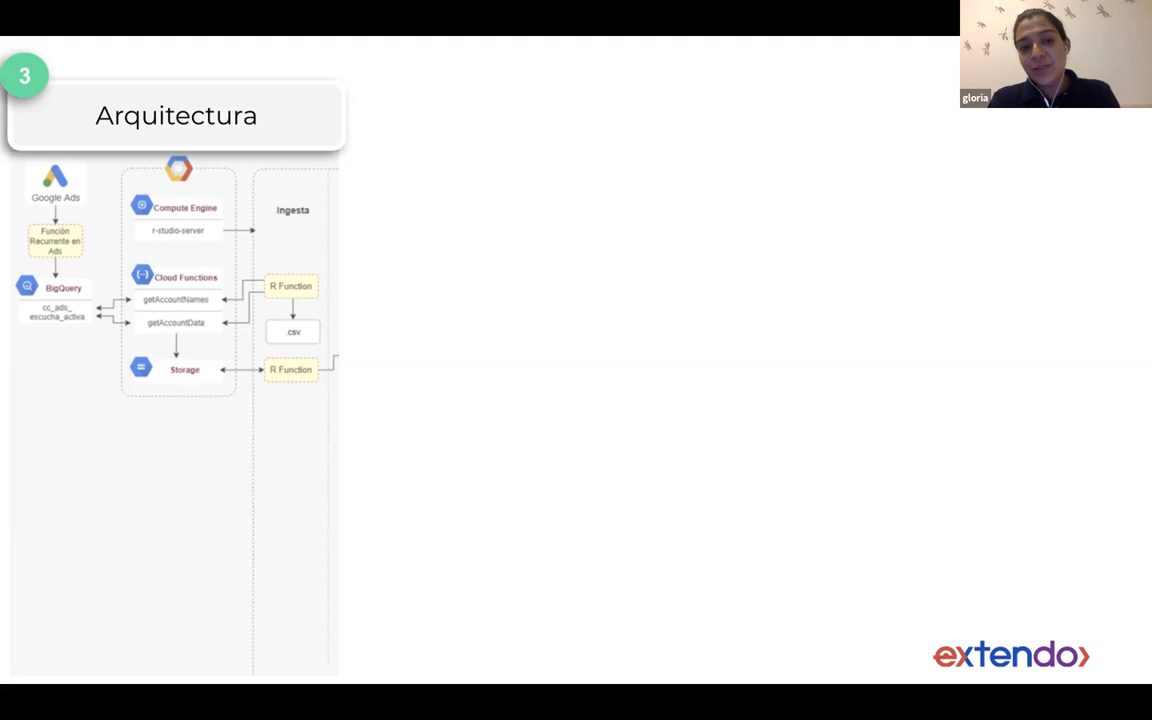 gloria
3
Arquitectura
Google Ads
Función
Recurrente en
Ads
BigQuery
cc_ads_
escucha_activa
Compute Engine
r-studio-server
Cloud Functions
getAccountNames
getAccountData
Storage
Ingesta
R Function
.csv
R Function
extendo